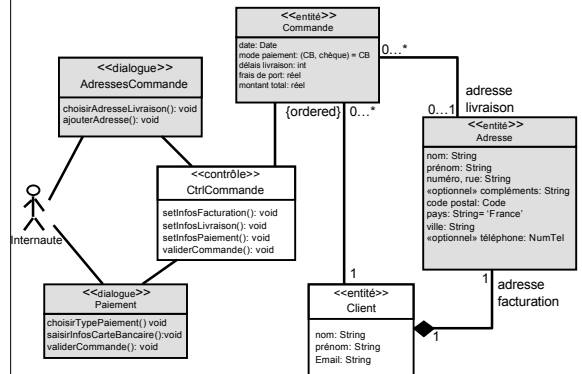 <<entité>>
Commande
date: Date
mode paiement: (CB, chèque) = CB
délais livraison: int
frais de port: réel
montant total: réel
0…*
{ordered}
0…*
adresse
livraison
0…1
<<dialogue>>
AdressesCommande
choisirAdresseLivraison(): void
ajouterAdresse(): void
<<entité>>
Adresse
nom: String
prénom: String
numéro, rue: String
«optionnel» compléments: String
code postal: Code
pays: String= ‘France’
ville: String
«optionnel» téléphone: NumTel
<<contrôle>>
CtrlCommande
setInfosFacturation(): void
setInfosLivraison(): void
setInfosPaiement(): void
validerCommande(): void
Internaute
<<dialogue>>
Paiement
choisirTypePaiement() void
saisirInfosCarteBancaire():void
validerCommande(): void
1
<<entité>>
Client
nom: String
prénom: String
Email: String
1
1
adresse
facturation